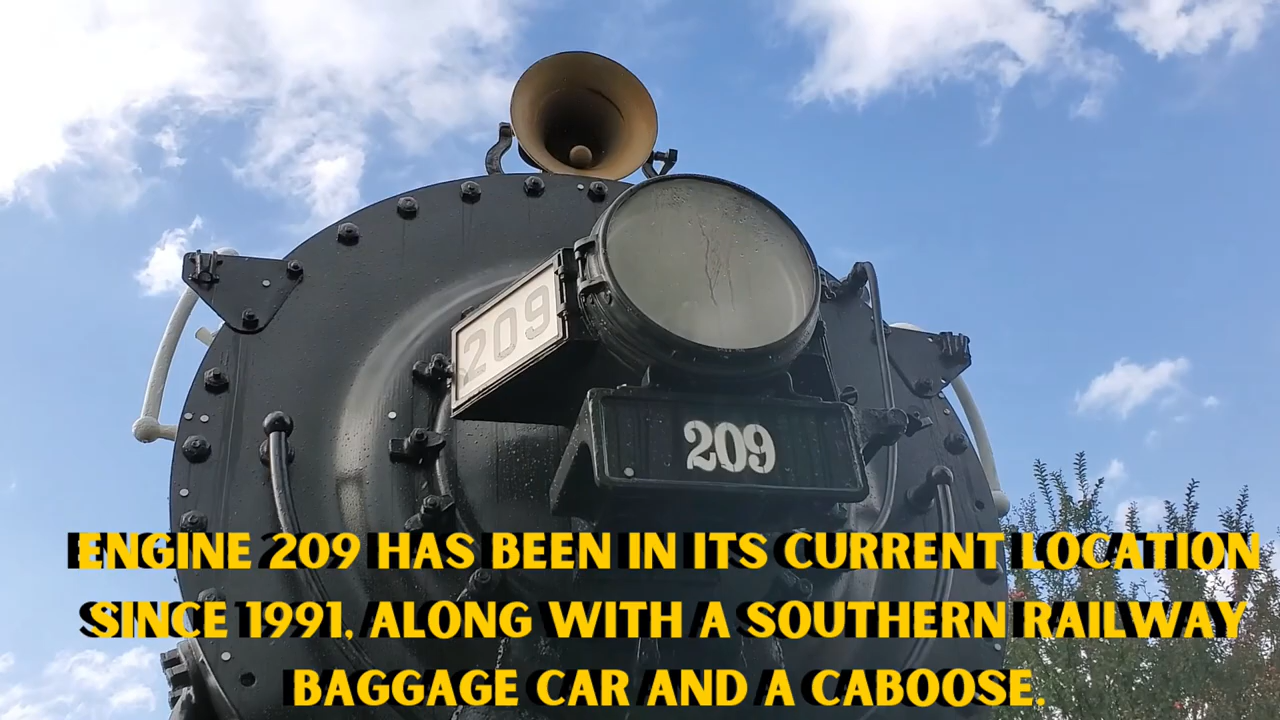 209
209
ENGINE 209 HAS BEEN IN ITS CURRENT LOCATION
SINCE 1991, ALONG WITH A SOUTHERN RAILWAY
BAGGAGE CAR AND A CABOOSE.